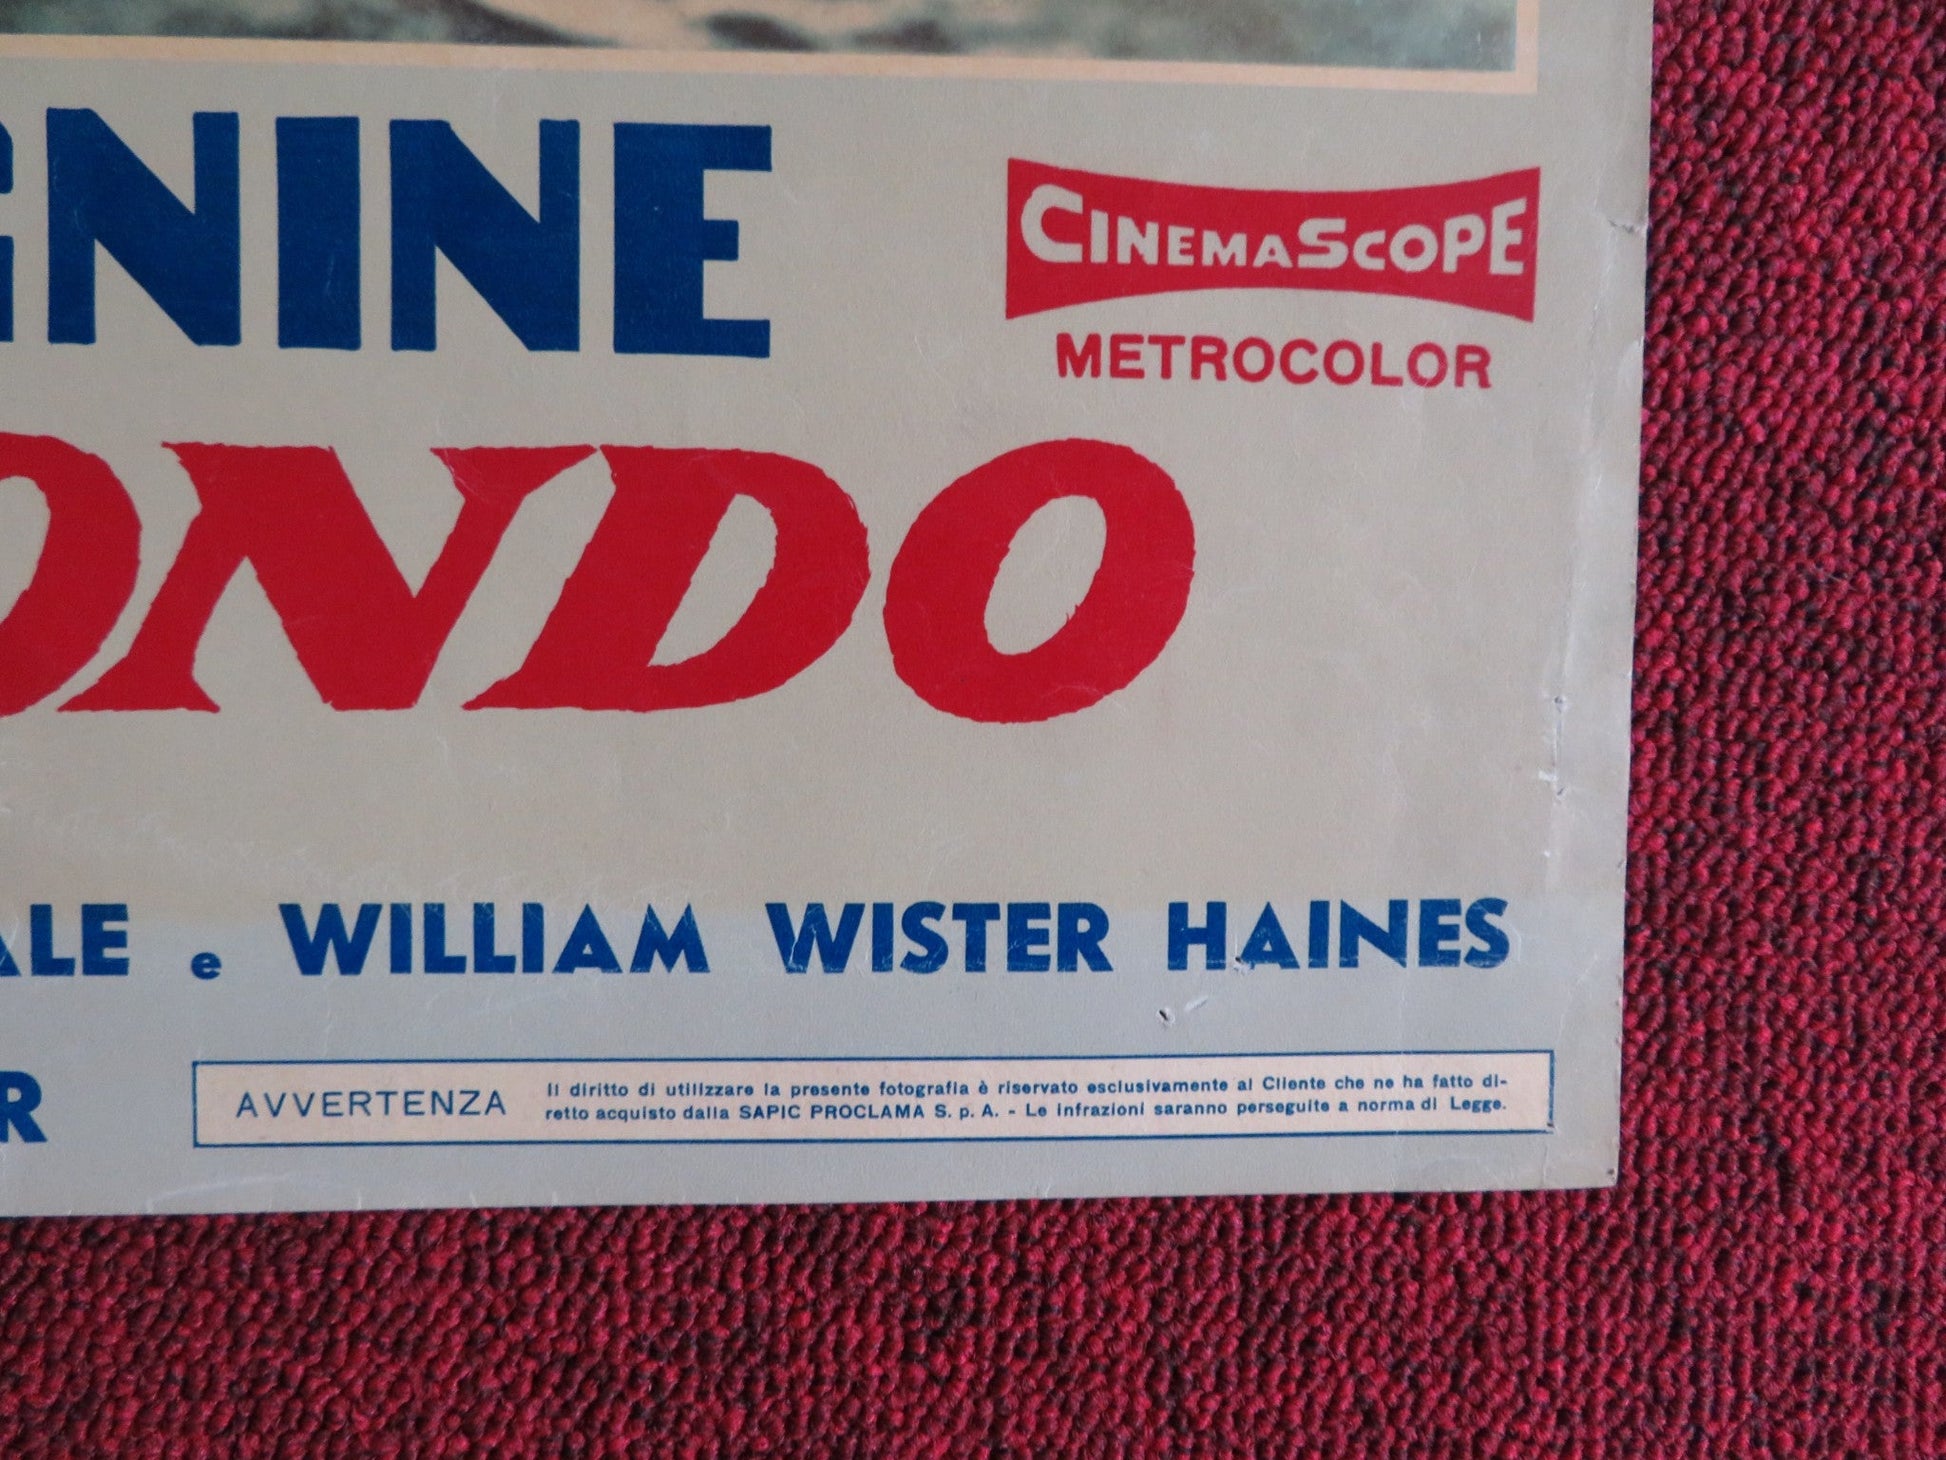 GNINE
CINEMASCOPE
METROCOLOR
ONDO
ALE e WILLIAM WISTER HAINES
R
AVVERTENZA
Il diritto di utilizzare la presente fotografia è riservato esclusivamente al Cliente che ne ha fatto di-
retto acquisto dalla SAPIC PROCLAMA S. p. A. - Le infrazioni saranno perseguite a norma di Legge.